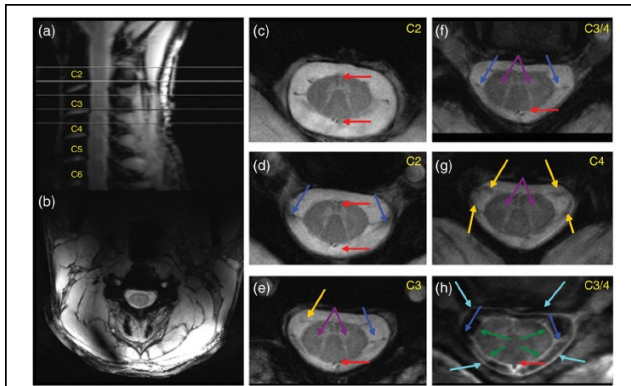 (a)
C2
C3
C4
C5
C6
(b)
(c) C2
(d) C2
(e) C3
(f) C3/4
(g) C4
(h) C3/4